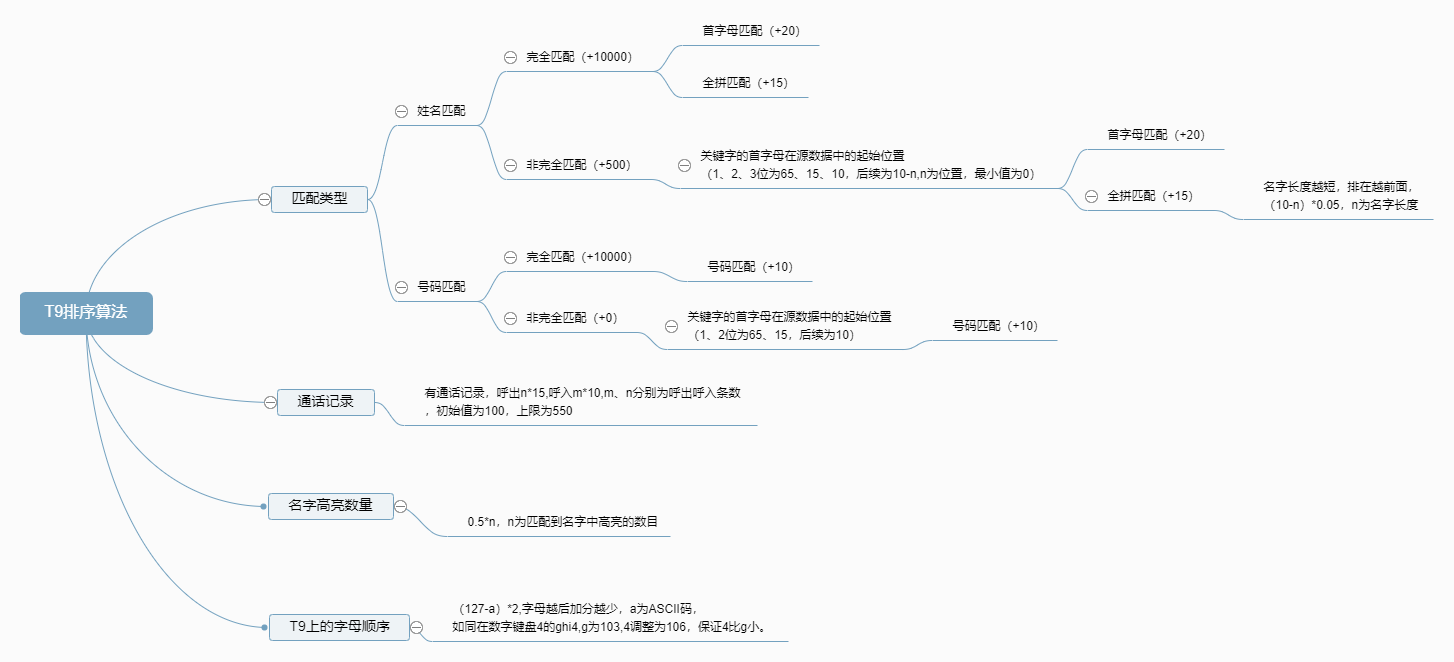 T9排序算法
匹配类型
姓名匹配
完全匹配（+10000）
首字母匹配（+20）
全拼匹配（+15）
非完全匹配（+500）
关键字的首字母在源数据中的起始位置
（1、2、3位为65、15、10，后续为10-n,n为位置，最小值为0）
首字母匹配（+20）
全拼匹配（+15）
名字长度越短，排在越前面，
（10-n）*0.05，n为名字长度
号码匹配
完全匹配（+10000）
号码匹配（+10）
非完全匹配（+0）
关键字的首字母在源数据中的起始位置
（1、2位为65、15，后续为10）
号码匹配（+10）
通话记录
有通话记录，呼出n*15,呼入m*10,m、n分别为呼出呼入条数
，初始值为100，上限为550
名字高亮数量
0.5*n，n为匹配到名字中高亮的数目
T9上的字母顺序
（127-a）*2,字母越后加分越少，a为ASCII码，
如同在数字键盘4的ghi4,g为103,4调整为106，保证4比g小。